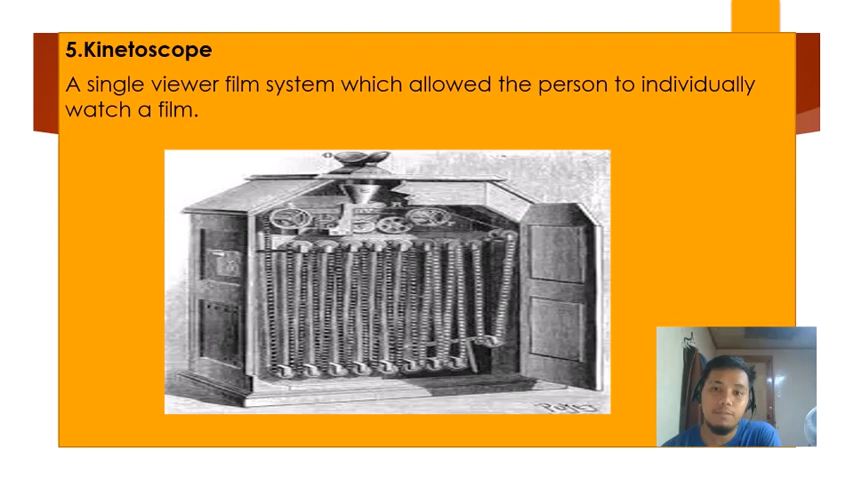 5.Kinetoscope
A single viewer film system which allowed the person to individually
watch a film.